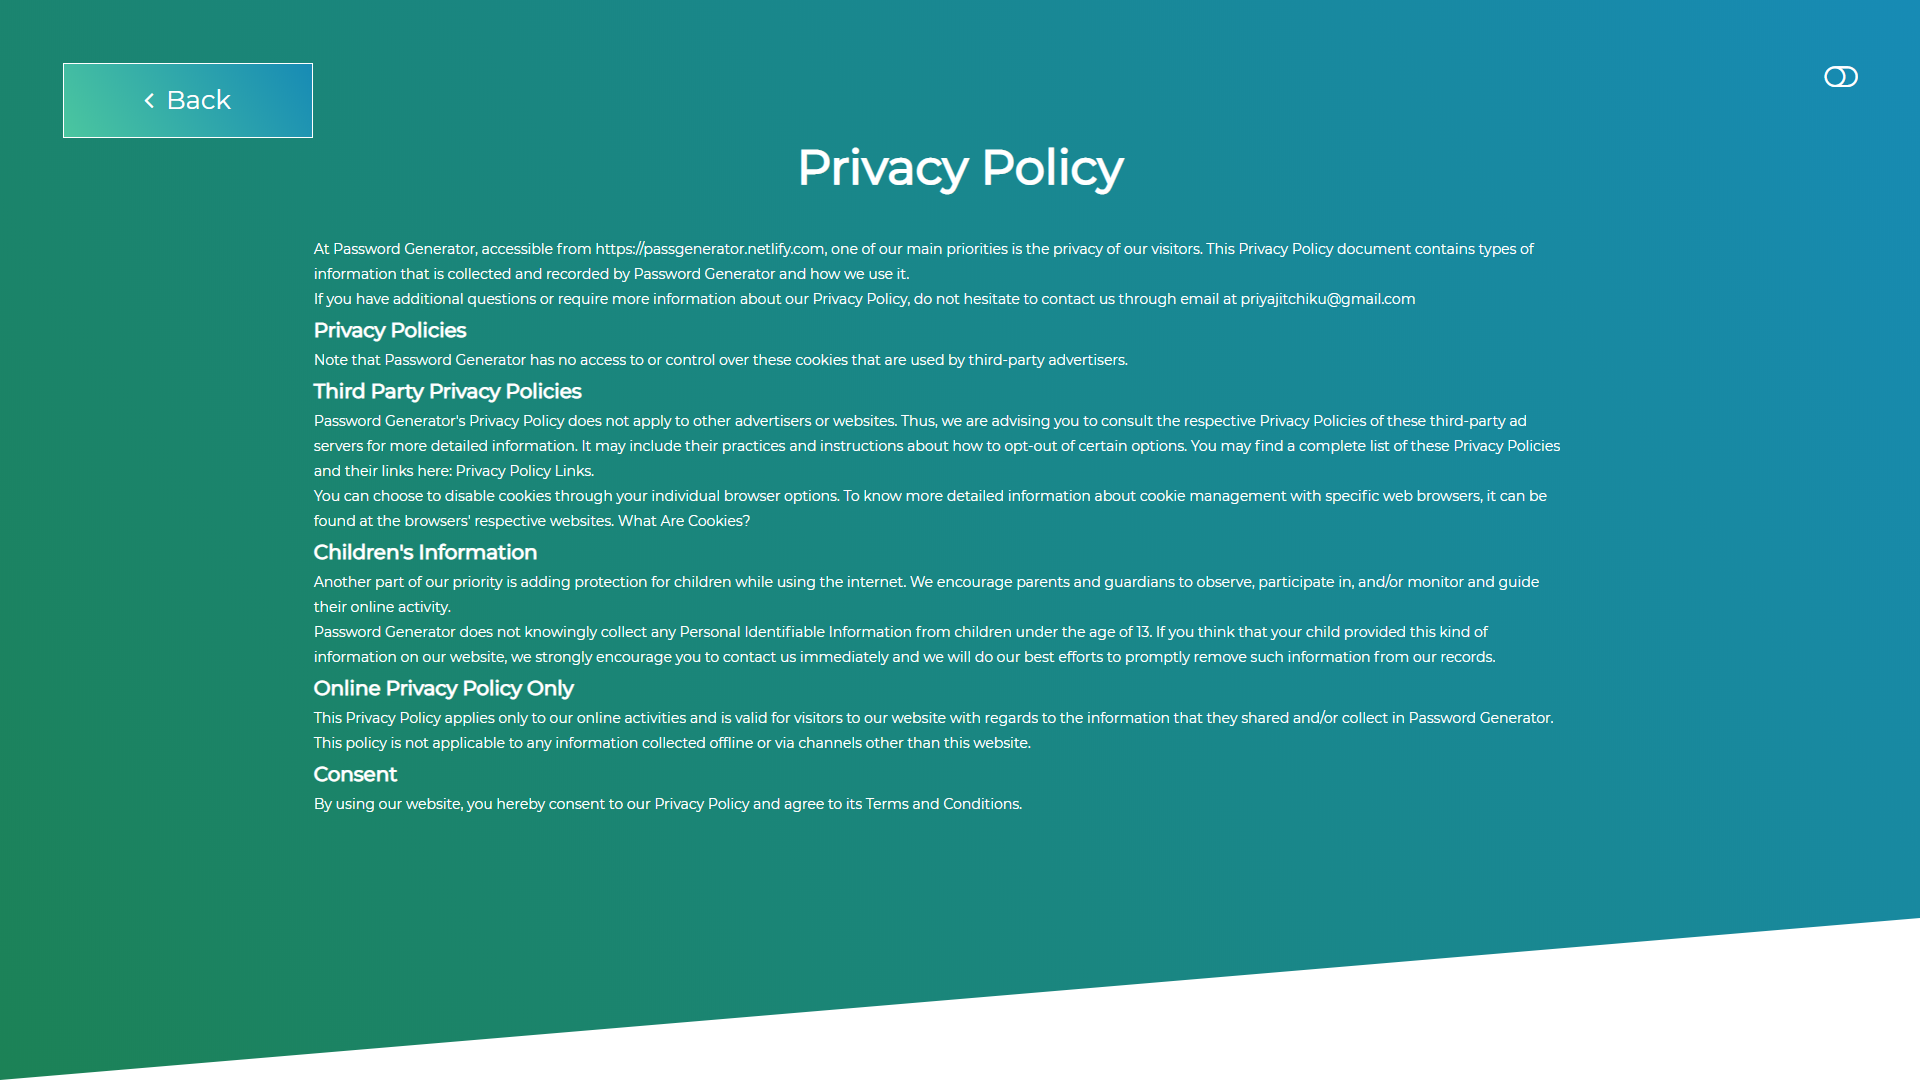 Back
Privacy Policy
At Password Generator, accessible from https://passgenerator.netlify.com, one of our main priorities is the privacy of our visitors. This Privacy Policy document contains types of
information that is collected and recorded by Password Generator and how we use it.
If you have additional questions or require more information about our Privacy Policy, do not hesitate to contact us through email at priyajitchiku@gmail.com
Privacy Policies
Note that Password Generator has no access to or control over these cookies that are used by third-party advertisers.
Third Party Privacy Policies
Password Generator's Privacy Policy does not apply to other advertisers or websites. Thus, we are advising you to consult the respective Privacy Policies of these third-party ad
servers for more detailed information. It may include their practices and instructions about how to opt-out of certain options. You may find a complete list of these Privacy Policies
and their links here: Privacy Policy Links.
You can choose to disable cookies through your individual browser options. To know more detailed information about cookie management with specific web browsers, it can be
found at the browsers' respective websites. What Are Cookies?
Children's Information
Another part of our priority is adding protection for children while using the internet. We encourage parents and guardians to observe, participate in, and/or monitor and guide
their online activity.
Password Generator does not knowingly collect any Personal Identifiable Information from children under the age of 13. If you think that your child provided this kind of
information on our website, we strongly encourage you to contact us immediately and we will do our best efforts to promptly remove such information from our records.
Online Privacy Policy Only
This Privacy Policy applies only to our online activities and is valid for visitors to our website with regards to the information that they shared and/or collect in Password Generator.
This policy is not applicable to any information collected offline or via channels other than this website.
Consent
By using our website, you hereby consent to our Privacy Policy and agree to its Terms and Conditions.